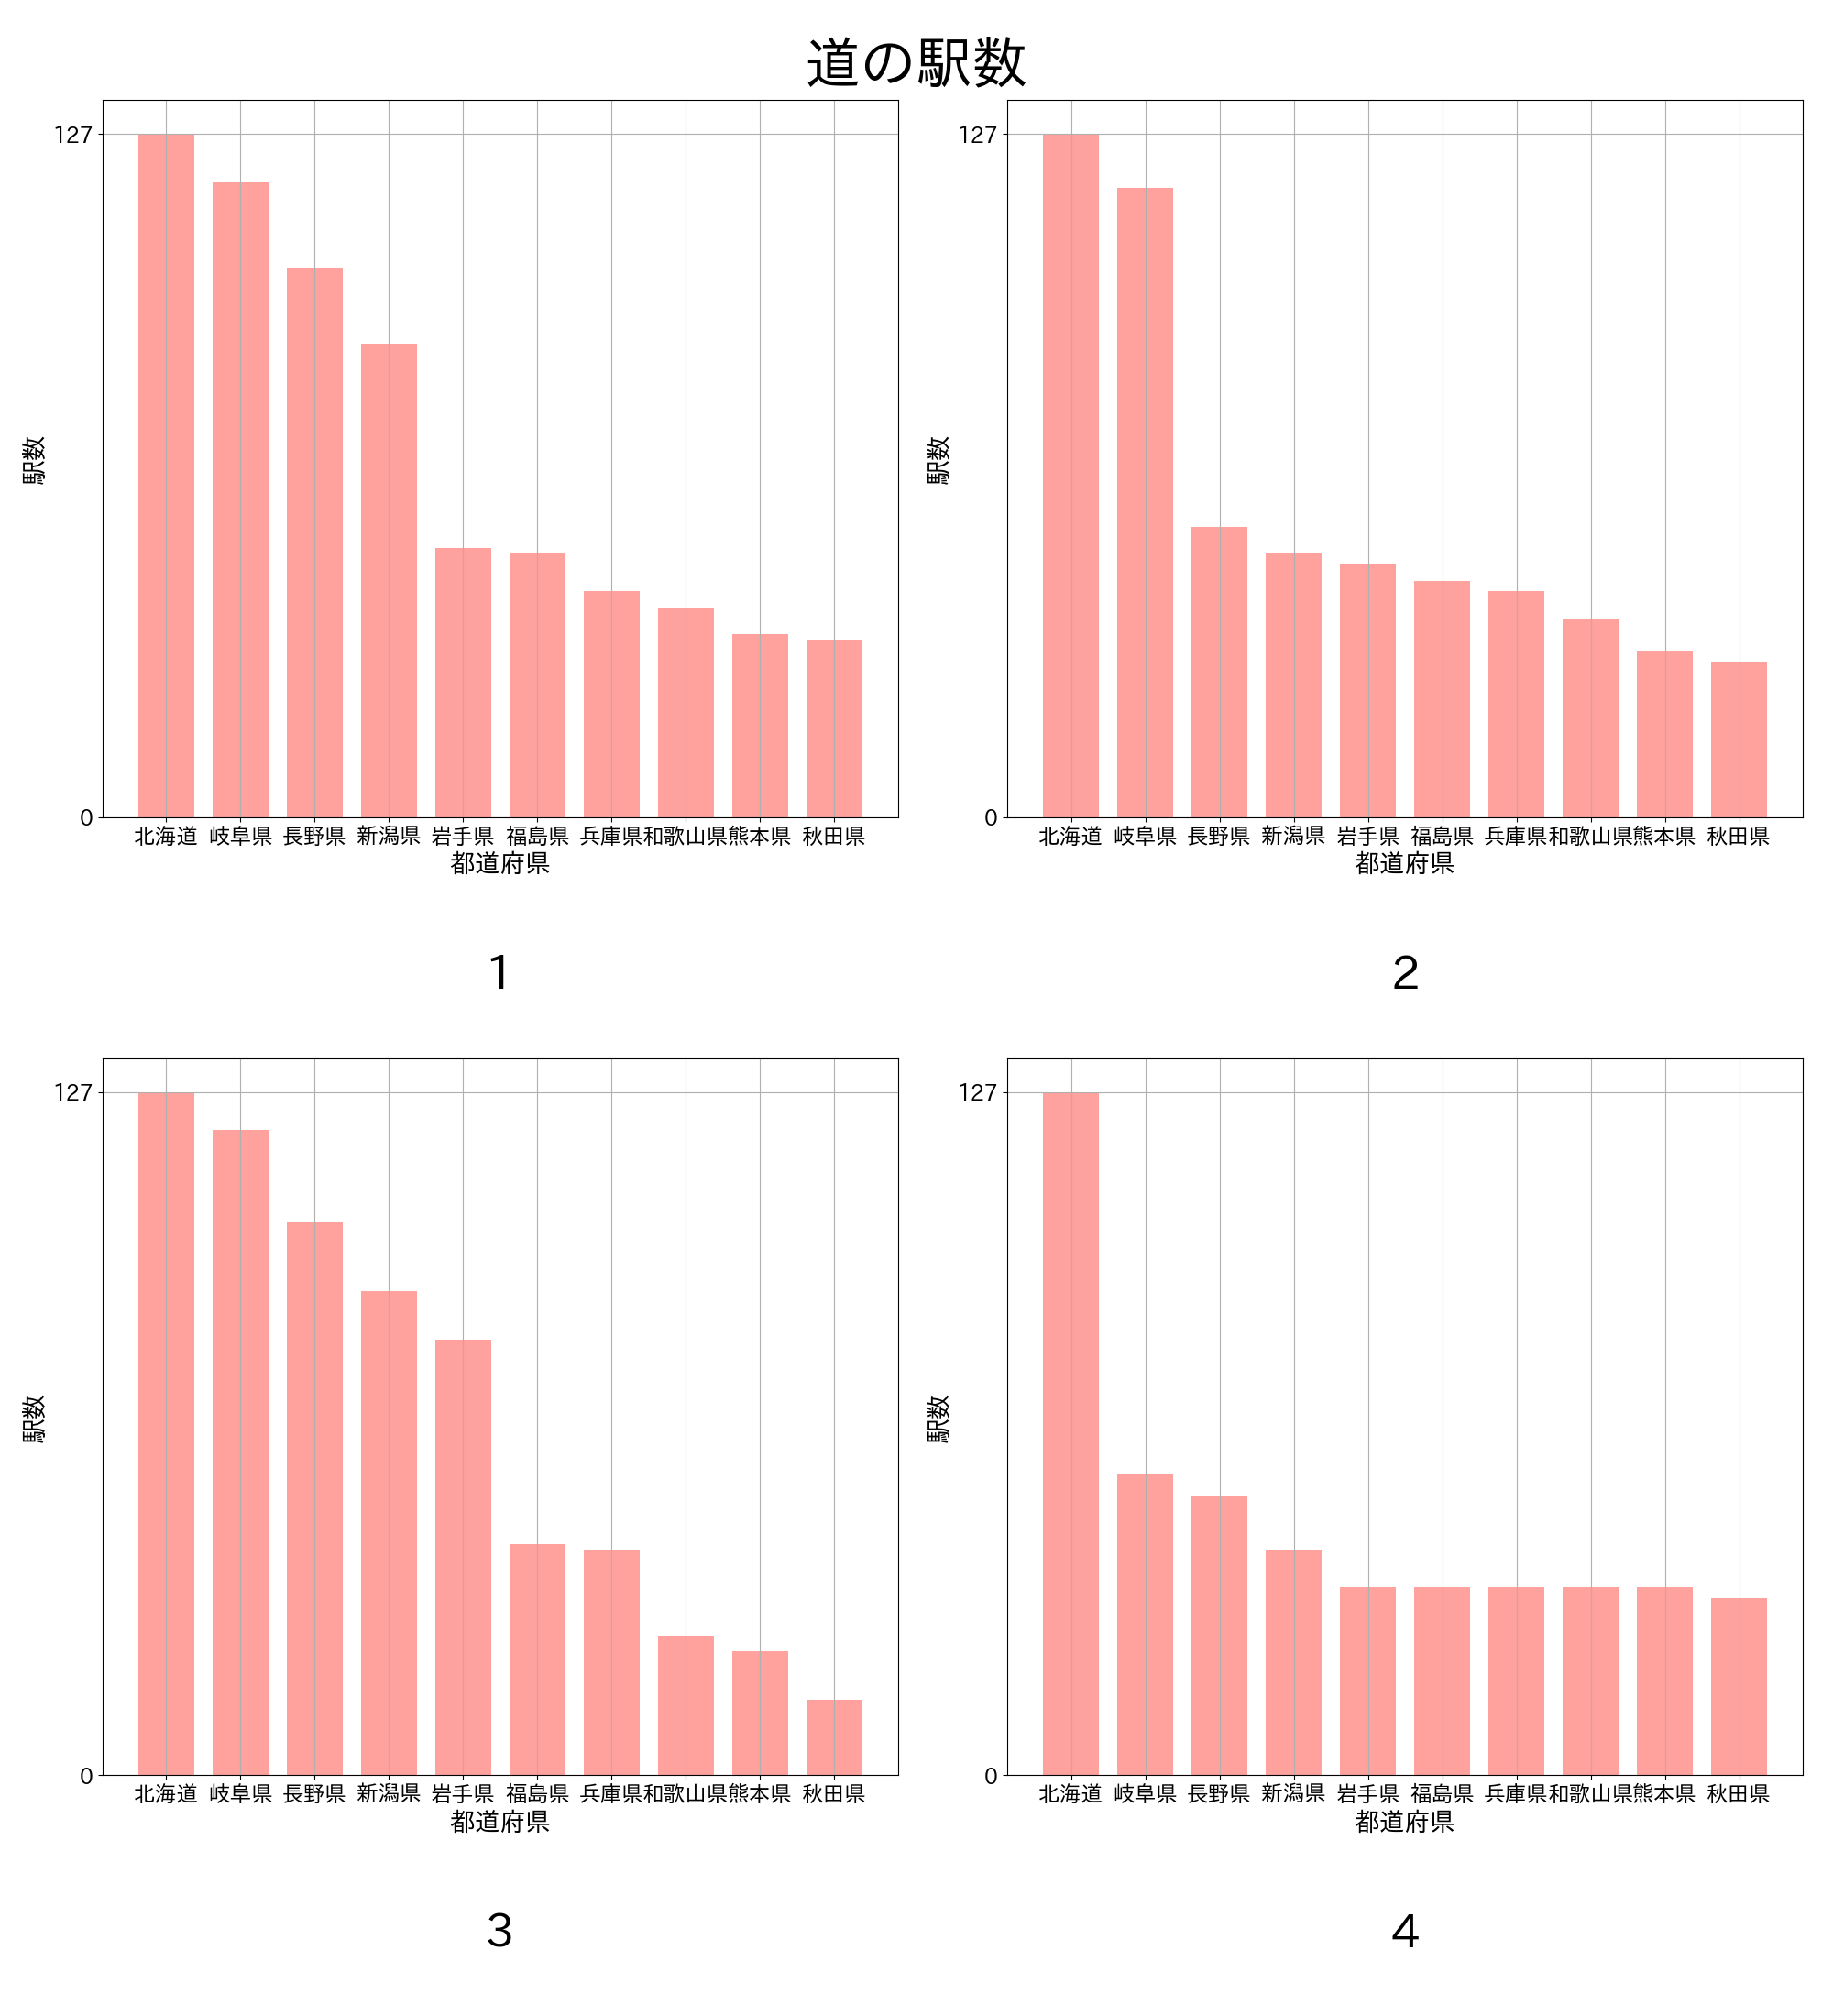 道の駅数
127
駅数
0
北海道 岐阜県 長野県 新潟県 岩手県 福島県 兵庫県 和歌山県 熊本県 秋田県
都道府県
1
127
駅数
0
北海道 岐阜県 長野県 新潟県 岩手県 福島県 兵庫県 和歌山県 熊本県 秋田県
都道府県
2
127
駅数
0
北海道 岐阜県 長野県 新潟県 岩手県 福島県 兵庫県 和歌山県 熊本県 秋田県
都道府県
3
127
駅数
0
北海道 岐阜県 長野県 新潟県 岩手県 福島県 兵庫県 和歌山県 熊本県 秋田県
都道府県
4